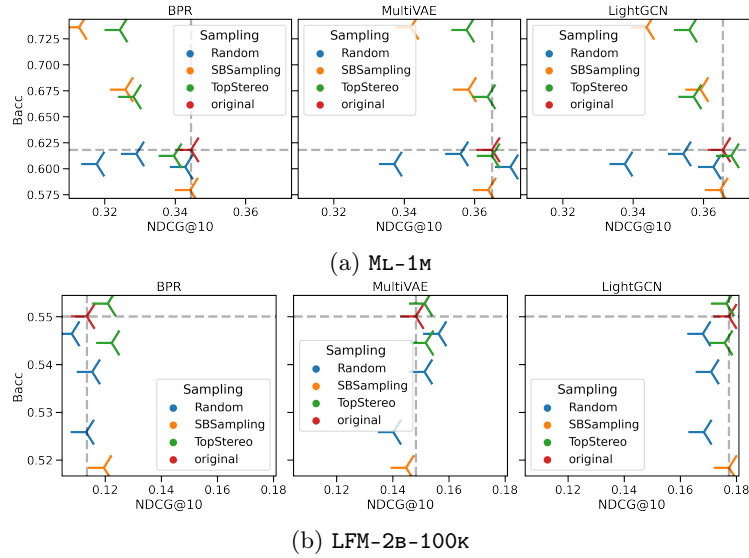 BPR
MultiVAE
LightGCN
Bacc
0.725
0.700
0.675
0.650
0.625
0.600
0.575
Sampling
Random
SBSampling
TopStereo
original
Sampling
Random
SBSampling
TopStereo
original
Sampling
Random
SBSampling
TopStereo
original
0.32 0.34 0.36
0.32 0.34 0.36
0.32 0.34 0.36
NDCG@10
NDCG@10
NDCG@10
(a) ML-1M
BPR
MultiVAE
LightGCN
Bacc
0.55
0.54
0.53
0.52
Sampling
Random
SBSampling
TopStereo
original
Sampling
Random
SBSampling
TopStereo
original
Sampling
Random
SBSampling
TopStereo
original
0.12 0.14 0.16 0.18
0.12 0.14 0.16 0.18
0.12 0.14 0.16 0.18
NDCG@10
NDCG@10
NDCG@10
(b) LFM-2B-100K